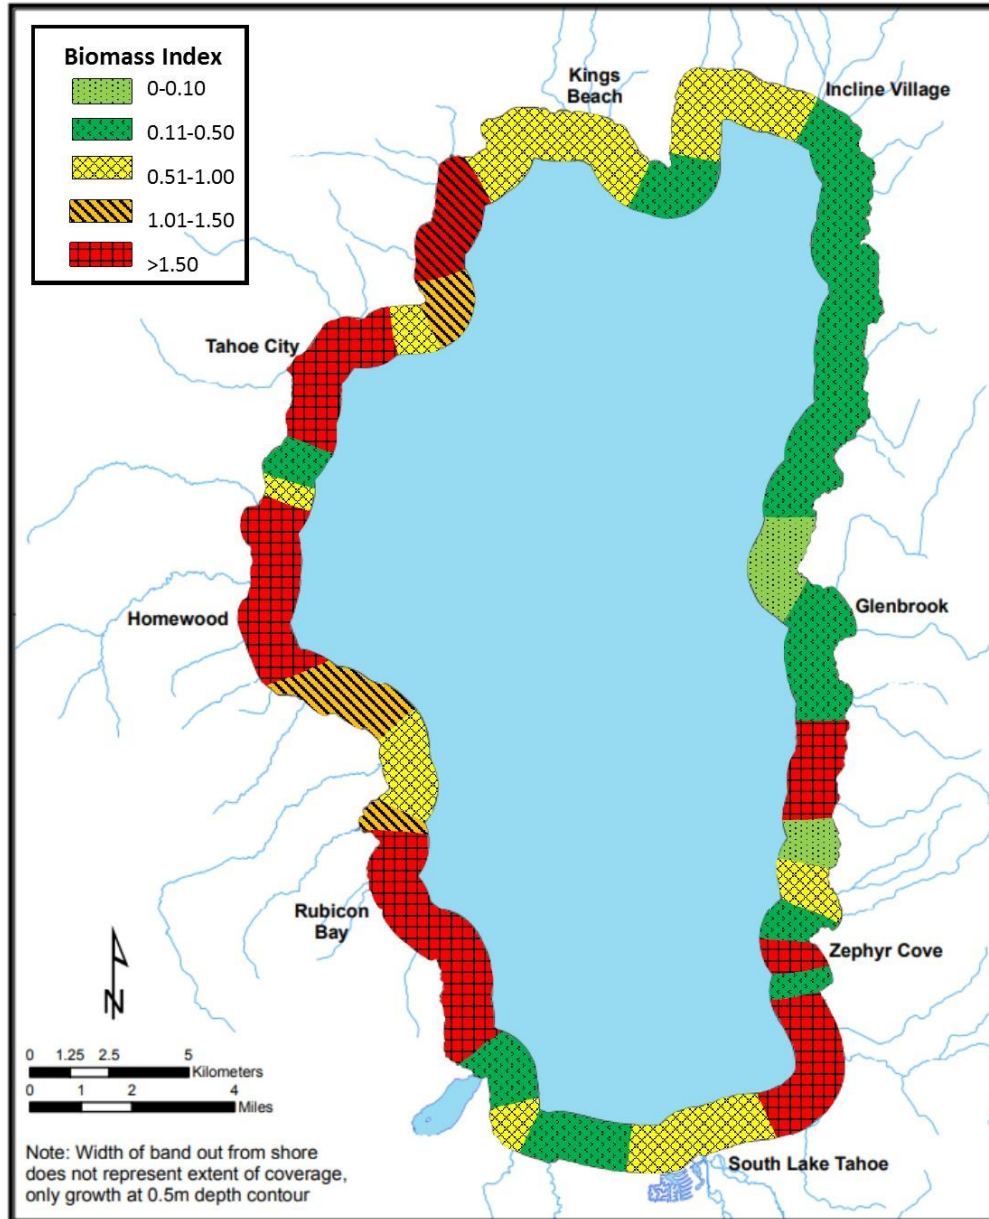 Biomass Index
0-0.10
0.11-0.50
0.51-1.00
1.01-1.50
>1.50
Kings
Beach
Incline Village
Tahoe City
Homewood
Glenbrook
Rubicon
Bay
Zephyr Cove
N
0 1.25 2.5 5
Kilometers
0 1 2 4
Miles
South Lake Tahoe
Note: Width of band out from shore
does not represent extent of coverage,
only growth at 0.5m depth contour